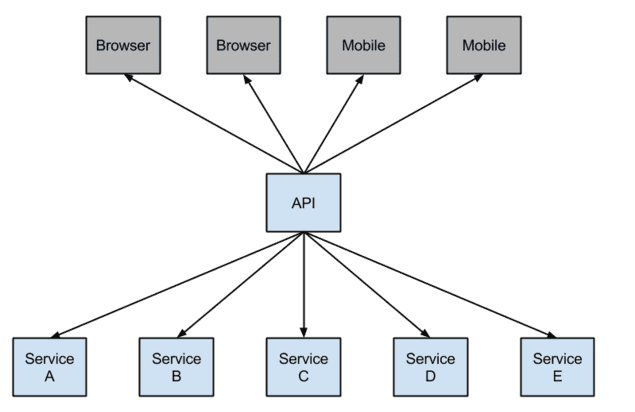 Browser
Browser
Mobile
Mobile
API
Service
A
Service
B
Service
C
Service
D
Service
E